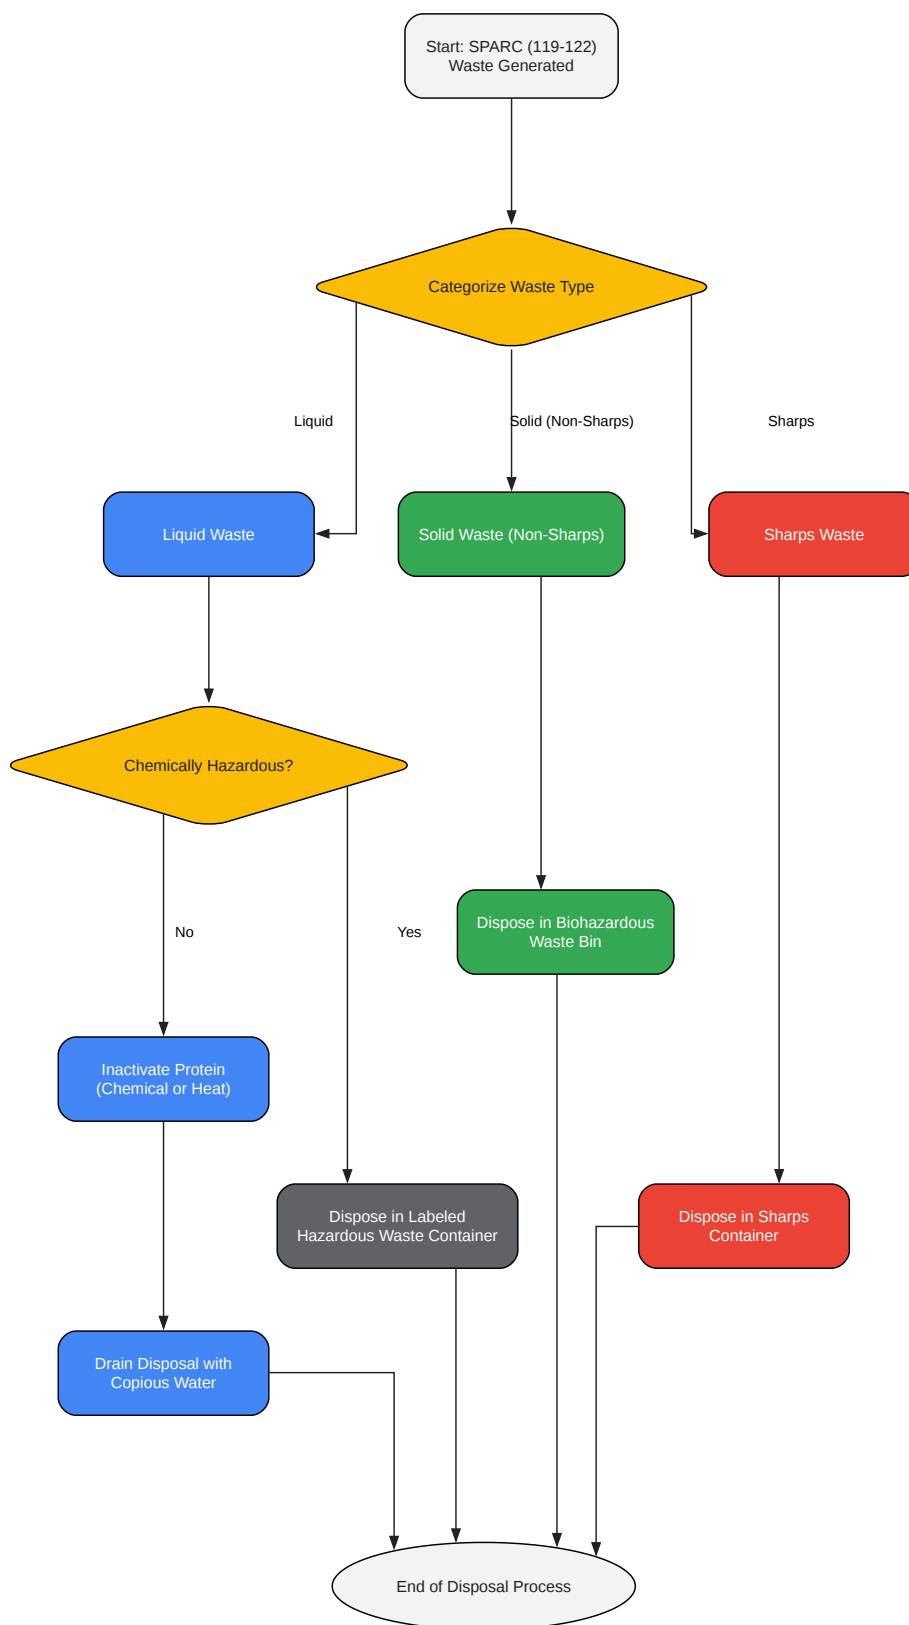 Start: SPARC (119-122)
Waste Generated
Categorize Waste Type
Liquid
Solid (Non-Sharps)
Sharps
Liquid Waste
Solid Waste (Non-Sharps)
Sharps Waste
Chemically Hazardous?
No
Yes
Dispose in Biohazardous
Waste Bin
Inactivate Protein
(Chemical or Heat)
Dispose in Labeled
Hazardous Waste Container
Dispose in Sharps
Container
Drain Disposal with
Copious Water
End of Disposal Process